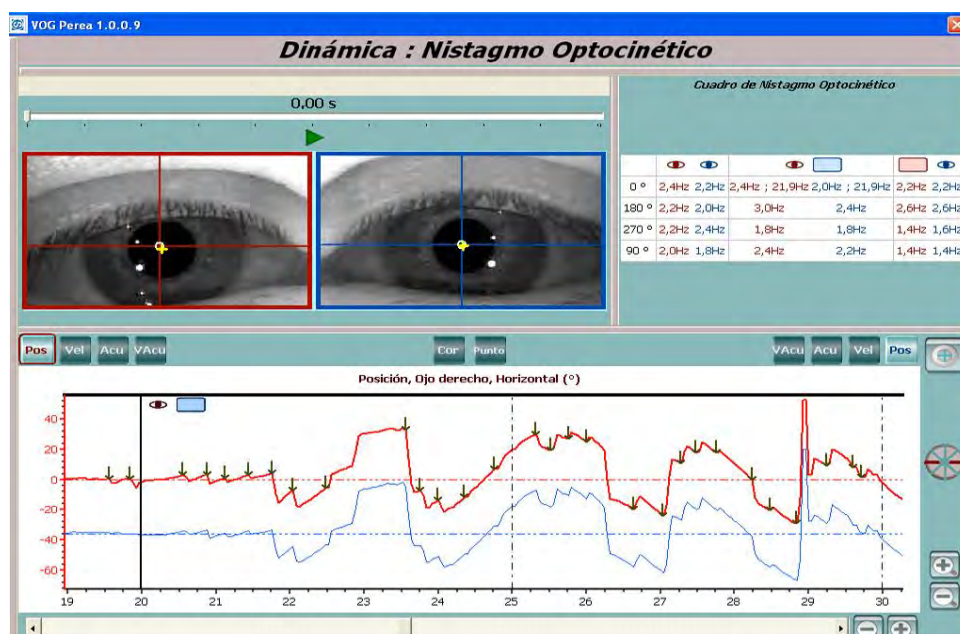 VOG Perea 1.0.0.9
Dinámica : Nistagmo Optocinético
0,00 s
Cuadro de Nistagmo Optocinético
0 º 2,4Hz 2,2Hz 2,4Hz ; 21,9Hz 2,0Hz ; 21,9Hz 2,2Hz 2,2Hz
180 º 2,2Hz 2,0Hz 3,0Hz 2,4Hz 2,6Hz 2,6Hz
270 º 2,2Hz 2,4Hz 1,8Hz 1,8Hz 1,4Hz 1,6Hz
90 º 2,0Hz 1,8Hz 2,4Hz 2,2Hz 1,4Hz 1,4Hz
Pos Vel Acu VAcu Cor Punto VAcu Acu Vel Pos
Posición, Ojo derecho, Horizontal (°)
40
20
0
-20
-40
-60
19 20 21 22 23 24 25 26 27 28 29 30